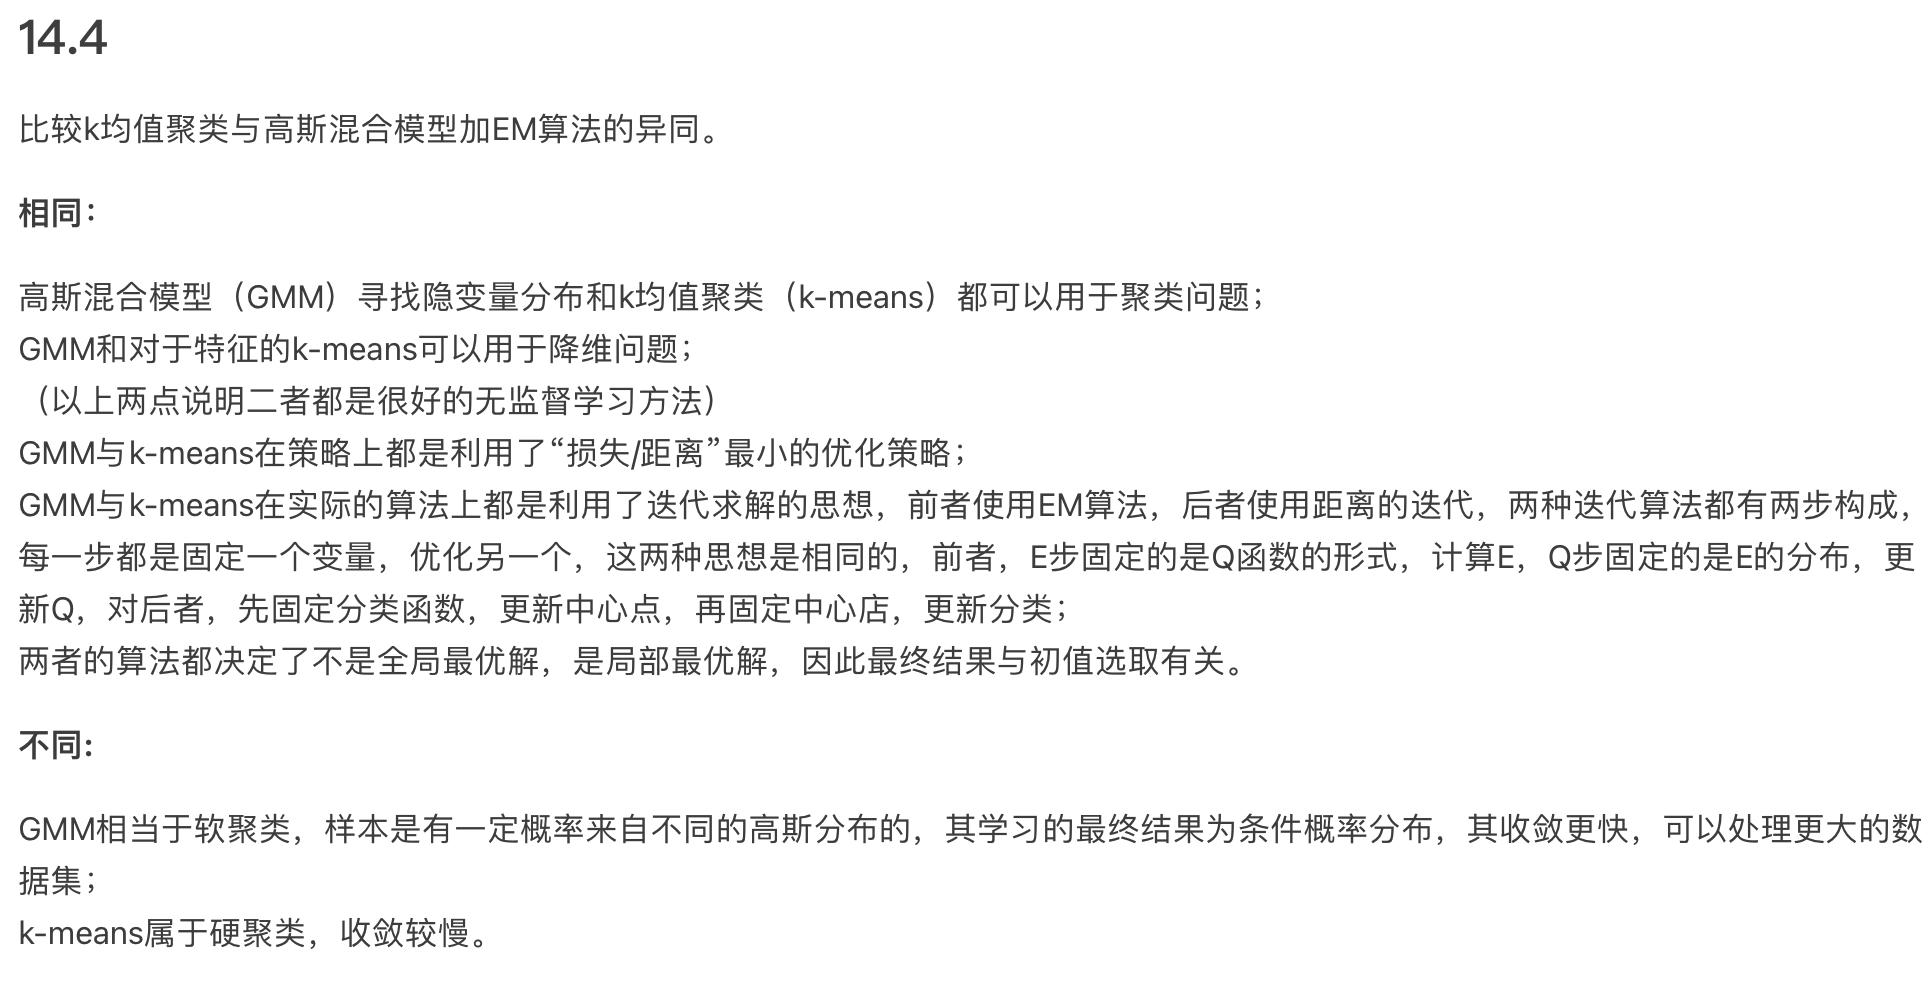 14.4
比较k均值聚类与高斯混合模型加EM算法的异同。
相同：
高斯混合模型（GMM）寻找隐变量分布和k均值聚类（k-means）都可以用于聚类问题；
GMM和对于特征的k-means可以用于降维问题；
（以上两点说明二者都是很好的无监督学习方法）
GMM与k-means在策略上都是利用了“损失/距离”最小的优化策略；
GMM与k-means在实际的算法上都是利用了迭代求解的思想，前者使用EM算法，后者使用距离的迭代，两种迭代算法都有两步构成，
每一步都是固定一个变量，优化另一个，这两种思想是相同的，前者，E步固定的是Q函数的形式，计算E，Q步固定的是E的分布，更
新Q，对后者，先固定分类函数，更新中心点，再固定中心店，更新分类；
两者的算法都决定了不是全局最优解，是局部最优解，因此最终结果与初值选取有关。
不同:
GMM相当于软聚类，样本是有一定概率来自不同的高斯分布的，其学习的最终结果为条件概率分布，其收敛更快，可以处理更大的数
据集；
k-means属于硬聚类，收敛较慢。